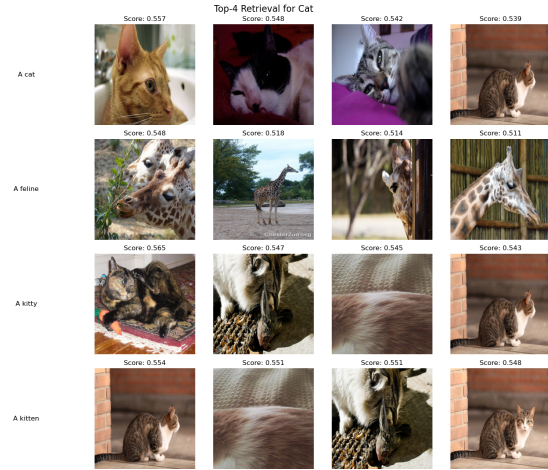 Top-4 Retrieval for Cat
Score: 0.557 Score: 0.548 Score: 0.542 Score: 0.539
A cat
Score: 0.548 Score: 0.518 Score: 0.514 Score: 0.511
A feline
Score: 0.565 Score: 0.547 Score: 0.545 Score: 0.543
A kitty
Score: 0.554 Score: 0.551 Score: 0.551 Score: 0.548
A kitten